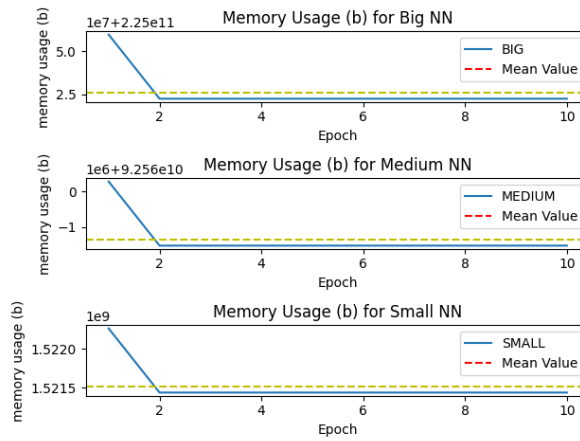 Memory Usage (b) for Big NN
1e7+2.25e11
memory usage (b)
5.0
2.5
BIG
Mean Value
2 4 6 8 10
Epoch
Memory Usage (b) for Medium NN
1e6+9.256e10
memory usage (b)
0
−1
MEDIUM
Mean Value
2 4 6 8 10
Epoch
Memory Usage (b) for Small NN
1e9
memory usage (b)
1.5220
1.5215
SMALL
Mean Value
2 4 6 8 10
Epoch